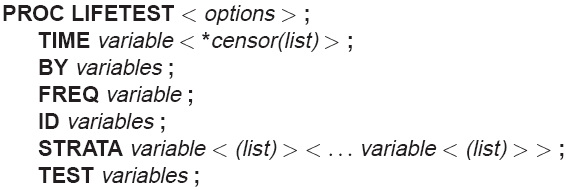 PROC LIFETEST < options > ;
TIME variable < *censor(list) > ;
BY variables ;
FREQ variable ;
ID variables ;
STRATA variable < (list) > < ... variable < (list) > > ;
TEST variables ;